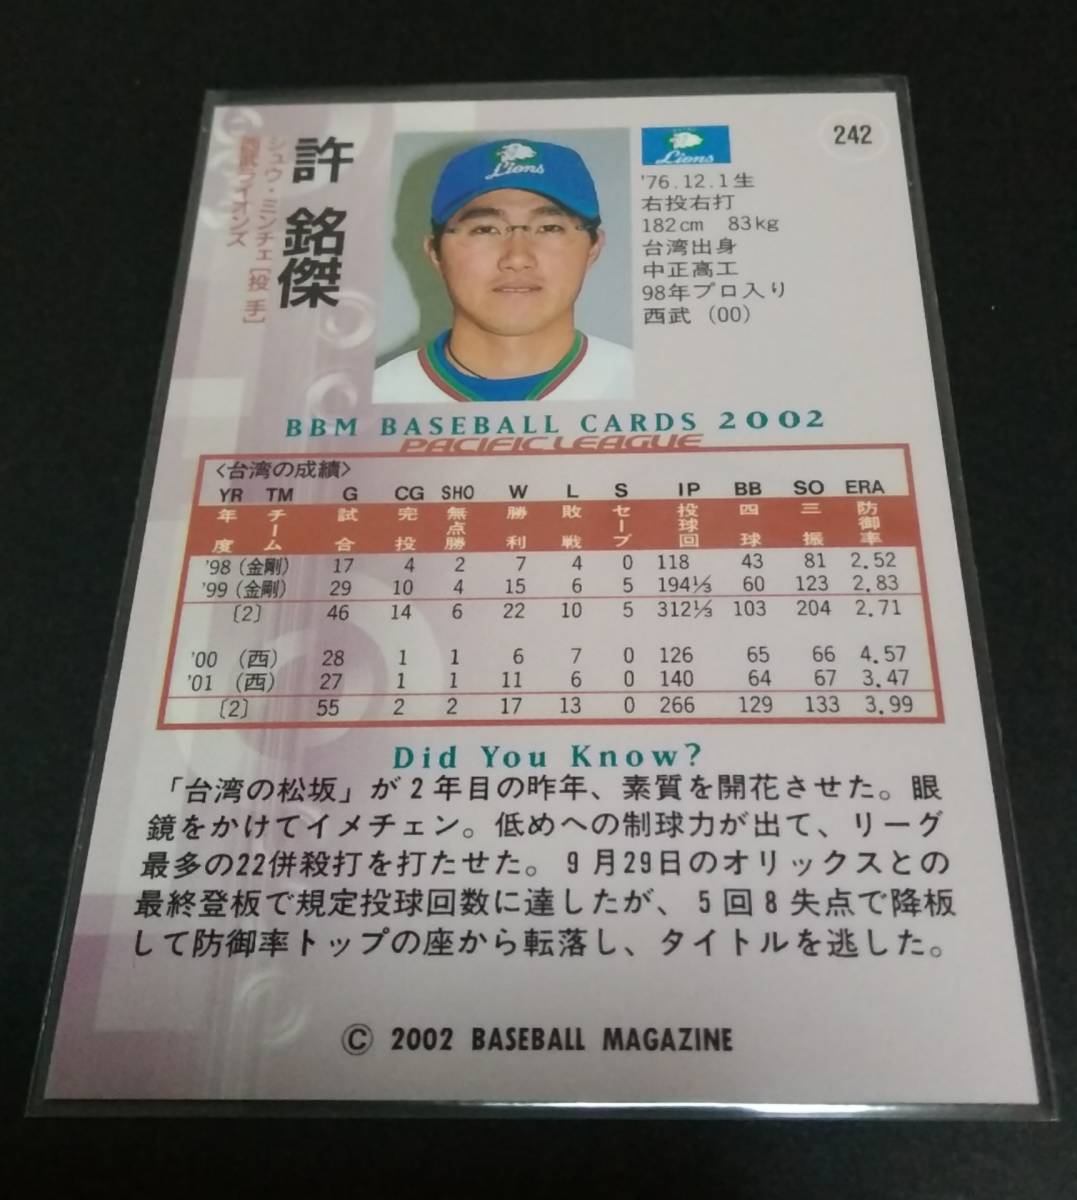 242
許 銘傑
シュウ・ミンチェ［投 手］
西武ライオンズ
Lions
Lions
'76.12.1生
右投右打
182cm 83kg
台湾出身
中正高工
98年プロ入り
西武 (00)
BBM BASEBALL CARDS 2002
PACIFIC LEAGUE
〈台湾の成績〉
YR TM G CG SHO W L S IP BB SO ERA
年度 チーム 試合 完投 無点勝 勝利 敗戦 セーブ 投球回 四球 三振 防御率
'98 (金剛) 17 4 2 7 4 0 118 43 81 2.52
'99 (金剛) 29 10 4 15 6 5 194⅓ 60 123 2.83
〔2〕 46 14 6 22 10 5 312⅓ 103 204 2.71
'00 (西) 28 1 1 6 7 0 126 65 66 4.57
'01 (西) 27 1 1 11 6 0 140 64 67 3.47
〔2〕 55 2 2 17 13 0 266 129 133 3.99
Did You Know?
「台湾の松坂」が2年目の昨年、素質を開花させた。眼
鏡をかけてイメチェン。低めへの制球力が出て、リーグ
最多の22併殺打を打たせた。9月29日のオリックスとの
最終登板で規定投球回数に達したが、5回8失点で降板
して防御率トップの座から転落し、タイトルを逃した。
© 2002 BASEBALL MAGAZINE